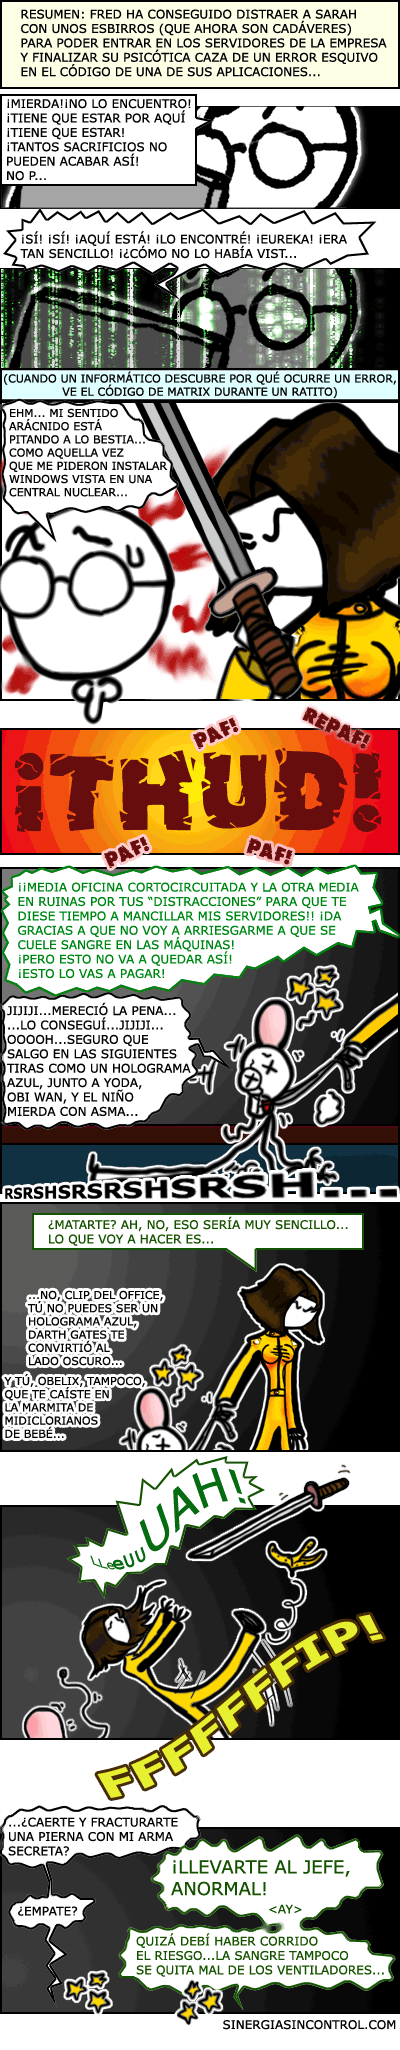 RESUMEN: FRED HA CONSEGUIDO DISTRAER A SARAH
CON UNOS ESBIRROS (QUE AHORA SON CADÁVERES)
PARA PODER ENTRAR EN LOS SERVIDORES DE LA EMPRESA
Y FINALIZAR SU PSICÓTICA CAZA DE UN ERROR ESQUIVO
EN EL CÓDIGO DE UNA DE SUS APLICACIONES...
¡MIERDA!¡NO LO ENCUENTRO!
¡TIENE QUE ESTAR POR AQUÍ
¡TIENE QUE ESTAR!
¡TANTOS SACRIFICIOS NO
PUEDEN ACABAR ASÍ!
NO P...
¡SÍ! ¡SÍ! ¡AQUÍ ESTÁ! ¡LO ENCONTRÉ! ¡EUREKA! ¡ERA
TAN SENCILLO! ¡¿CÓMO NO LO HABÍA VIST...
(CUANDO UN INFORMÁTICO DESCUBRE POR QUÉ OCURRE UN ERROR,
VE EL CÓDIGO DE MATRIX DURANTE UN RATITO)
EHM... MI SENTIDO
ARÁCNIDO ESTÁ
PITANDO A LO BESTIA...
COMO AQUELLA VEZ
QUE ME PIDERON INSTALAR
WINDOWS VISTA EN UNA
CENTRAL NUCLEAR...
PAF!
REPAF!
¡THUD!
PAF!
PAF!
¡¡MEDIA OFICINA CORTOCIRCUITADA Y LA OTRA MEDIA
EN RUINAS POR TUS "DISTRACCIONES" PARA QUE TE
DIESE TIEMPO A MANCILLAR MIS SERVIDORES!! ¡DA
GRACIAS A QUE NO VOY A ARRIESGARME A QUE SE
CUELE SANGRE EN LAS MÁQUINAS!
¡PERO ESTO NO VA A QUEDAR ASÍ!
¡ESTO LO VAS A PAGAR!
JIJIJI...MERECIÓ LA PENA...
...LO CONSEGUÍ...JIJIJI...
OOOOH...SEGURO QUE
SALGO EN LAS SIGUIENTES
TIRAS COMO UN HOLOGRAMA
AZUL, JUNTO A YODA,
OBI WAN, Y EL NIÑO
MIERDA CON ASMA...
RSRSHSRSRSHSRSH...
¿MATARTE? AH, NO, ESO SERÍA MUY SENCILLO...
LO QUE VOY A HACER ES...
...NO, CLIP DEL OFFICE,
TÚ NO PUEDES SER UN
HOLOGRAMA AZUL,
DARTH GATES TE
CONVIRTIÓ AL
LADO OSCURO...
Y TÚ, OBELIX, TAMPOCO,
QUE TE CAÍSTE EN
LA MARMITA DE
MIDICLORIANOS
DE BEBÉ...
LLeeuuUAH!
FFFFFFFFIP!
...¿CAERTE Y FRACTURARTE
UNA PIERNA CON MI ARMA
SECRETA?
¡LLEVARTE AL JEFE,
ANORMAL!
<AY>
¿EMPATE?
QUIZÁ DEBÍ HABER CORRIDO
EL RIESGO...LA SANGRE TAMPOCO
SE QUITA MAL DE LOS VENTILADORES...
SINERGIASINCONTROL.COM